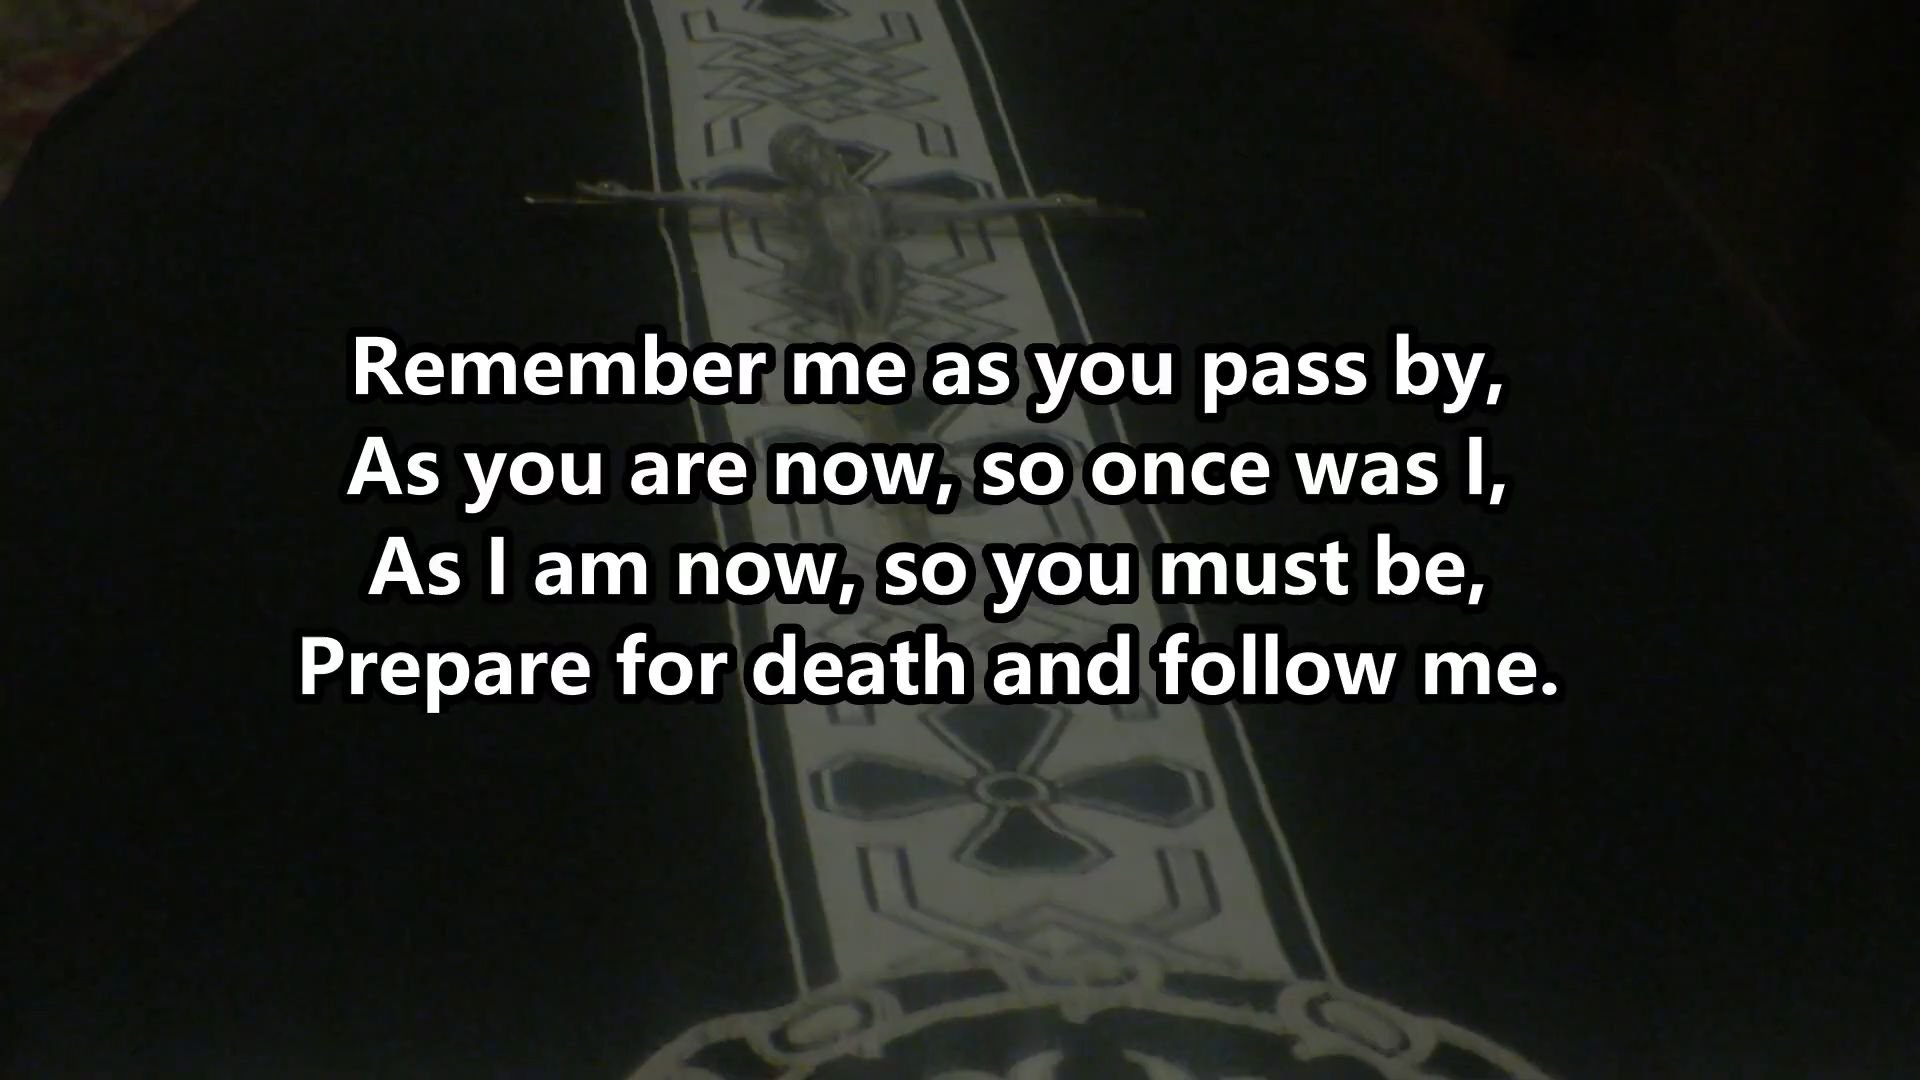 Remember me as you pass by,
As you are now, so once was I,
As I am now, so you must be,
Prepare for death and follow me.